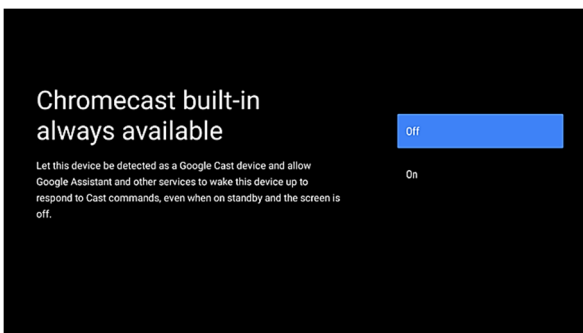 Chromecast built-in
always available
Let this device be detected as a Google Cast device and allow
Google Assistant and other services to wake this device up to
respond to Cast commands, even when on standby and the screen is
off.
Off
On